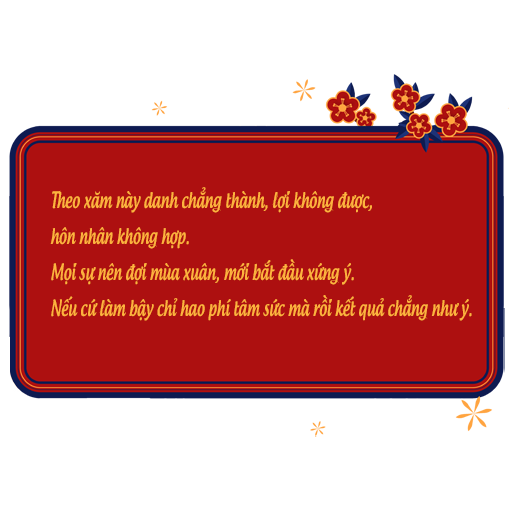 Theo xăm này danh chẳng thành, lợi không được,
hôn nhân không hợp.
Mọi sự nên đợi mùa xuân, mới bắt đầu xứng ý.
Nếu cứ làm bậy chỉ hao phí tâm sức mà rồi kết quả chẳng như ý.